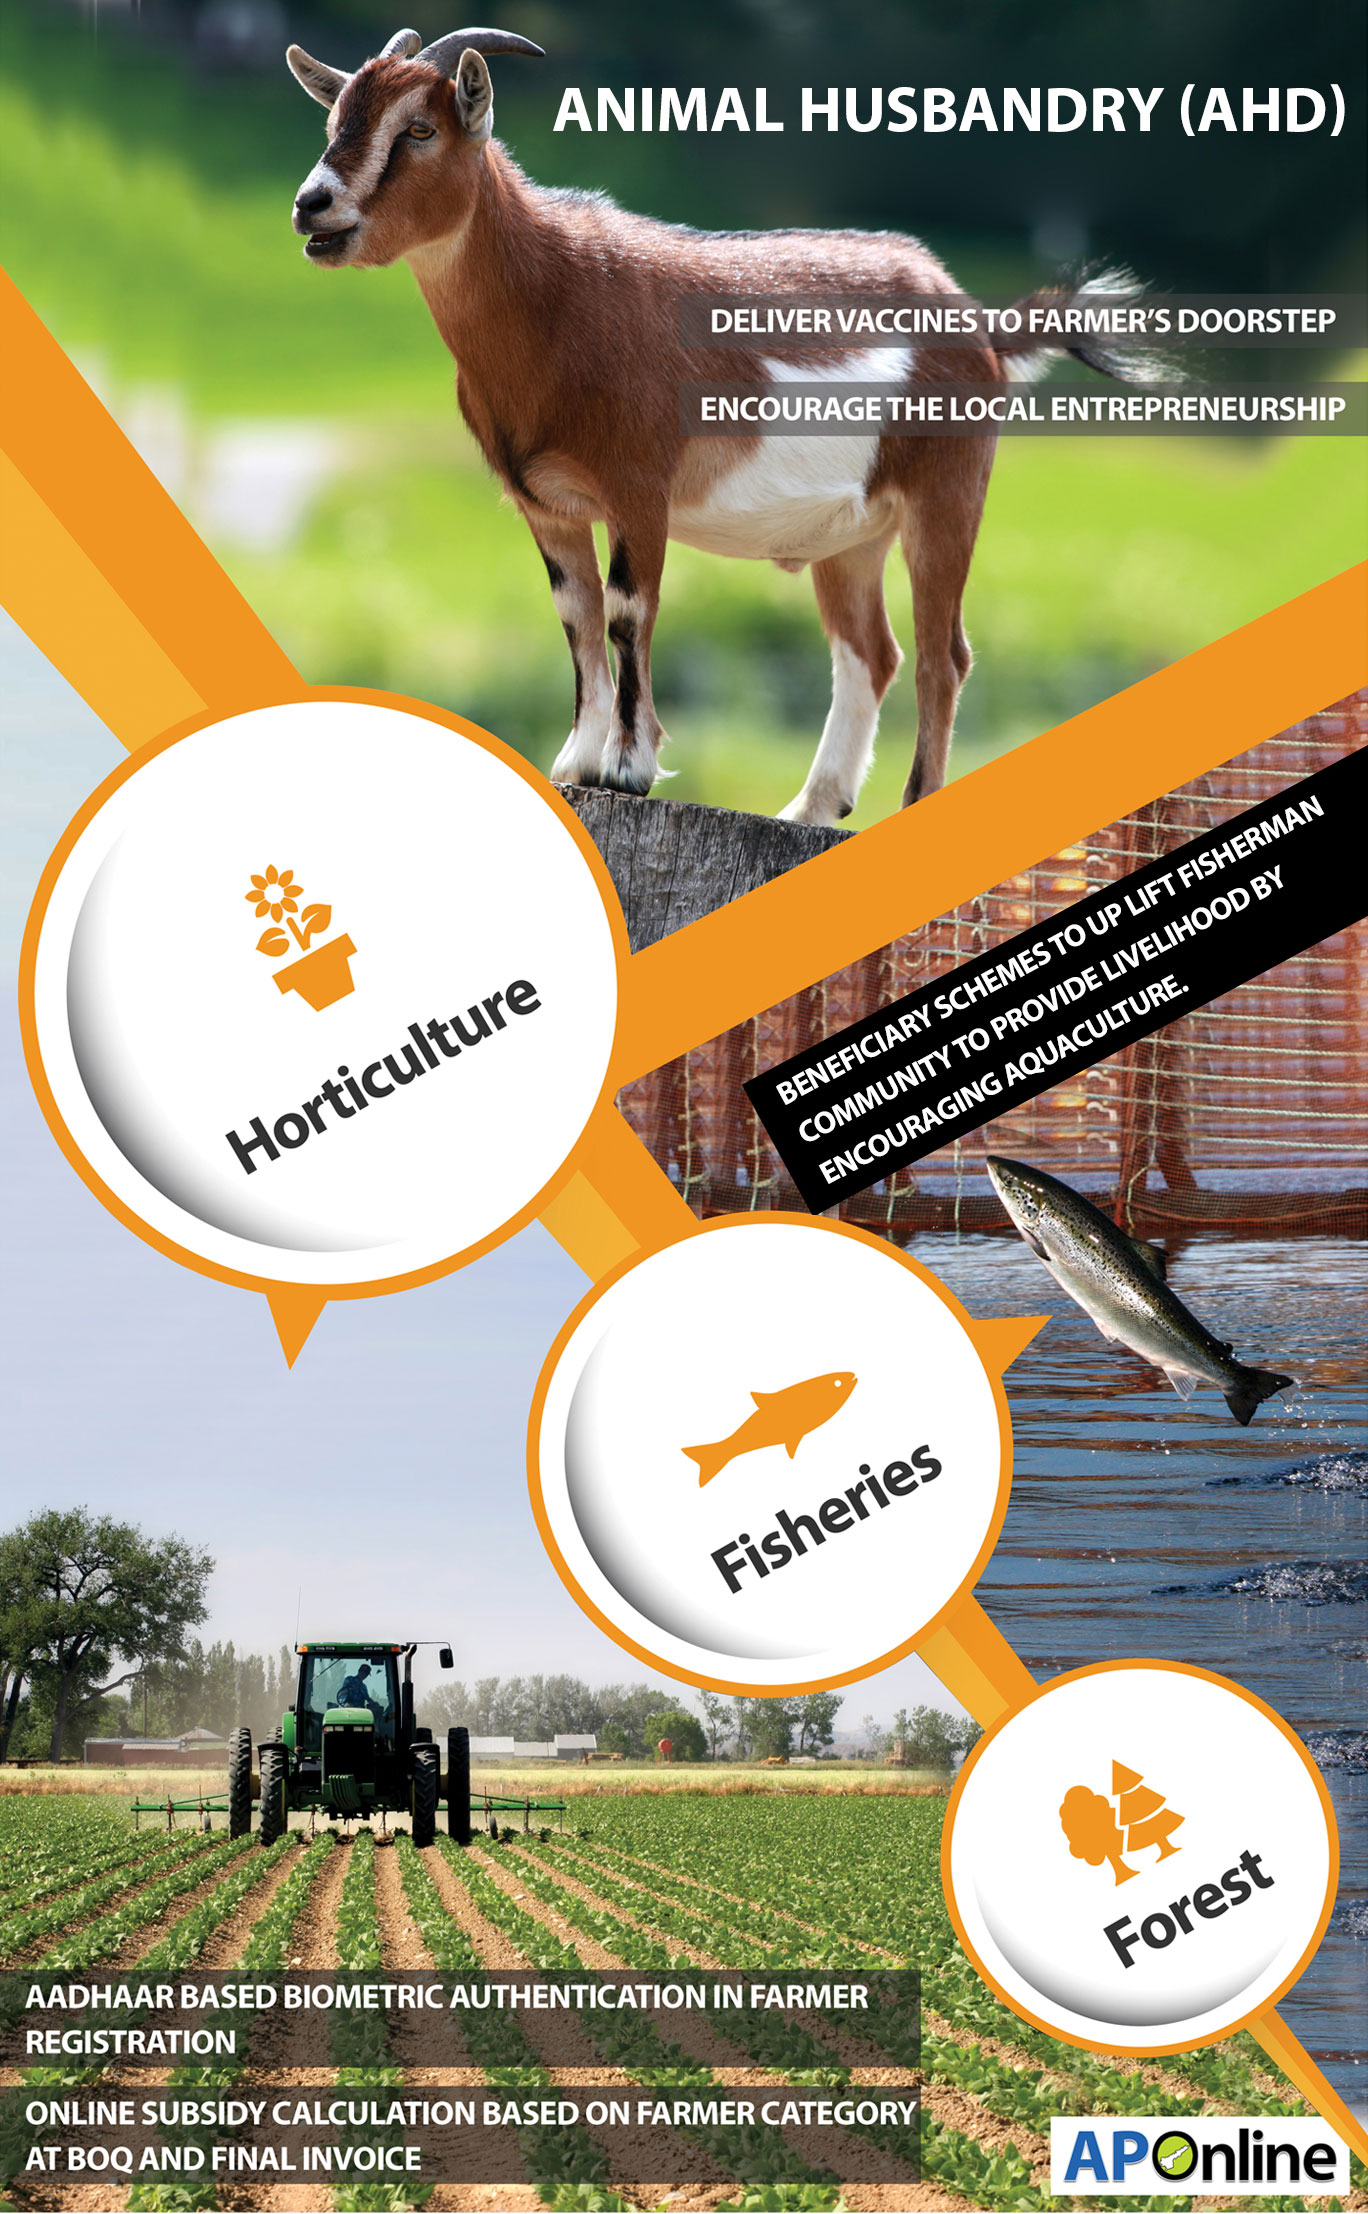 ANIMAL HUSBANDRY (AHD)
DELIVER VACCINES TO FARMER'S DOORSTEP
ENCOURAGE THE LOCAL ENTREPRENEURSHIP
BENEFICIARY SCHEMES TO UP LIFT FISHERMAN
COMMUNITY TO PROVIDE LIVELIHOOD BY
ENCOURAGING AQUACULTURE.
Horticulture
Fisheries
Forest
AADHAAR BASED BIOMETRIC AUTHENTICATION IN FARMER
REGISTRATION
ONLINE SUBSIDY CALCULATION BASED ON FARMER CATEGORY
AT BOQ AND FINAL INVOICE
APOnline